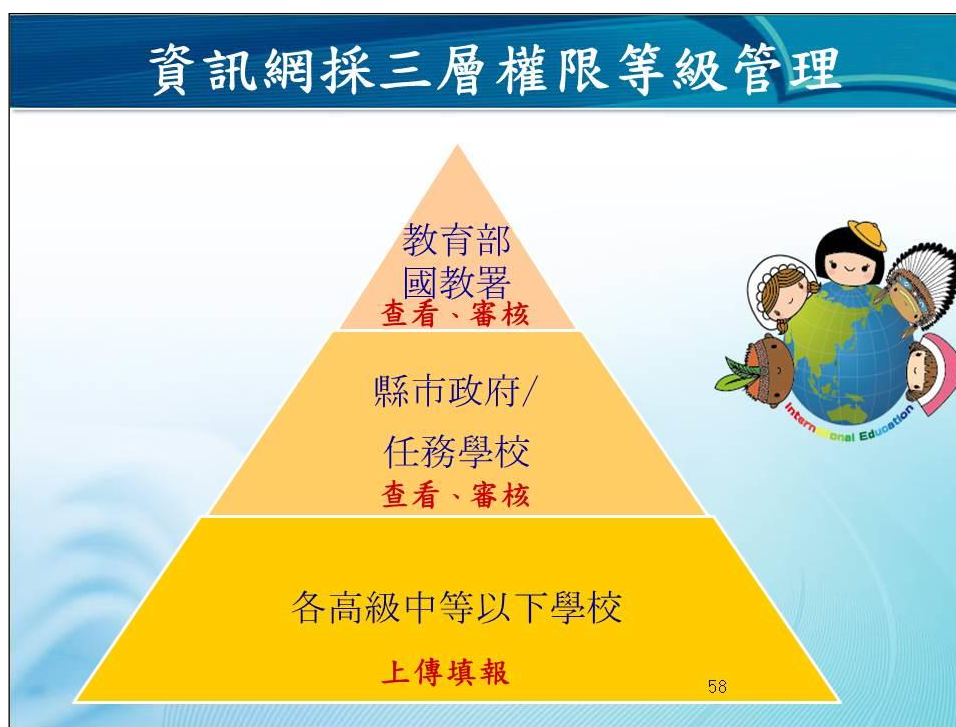 資訊網採三層權限等級管理
教育部
國教署
查看、審核
縣市政府/
任務學校
查看、審核
各高級中等以下學校
上傳填報
58
onal Education